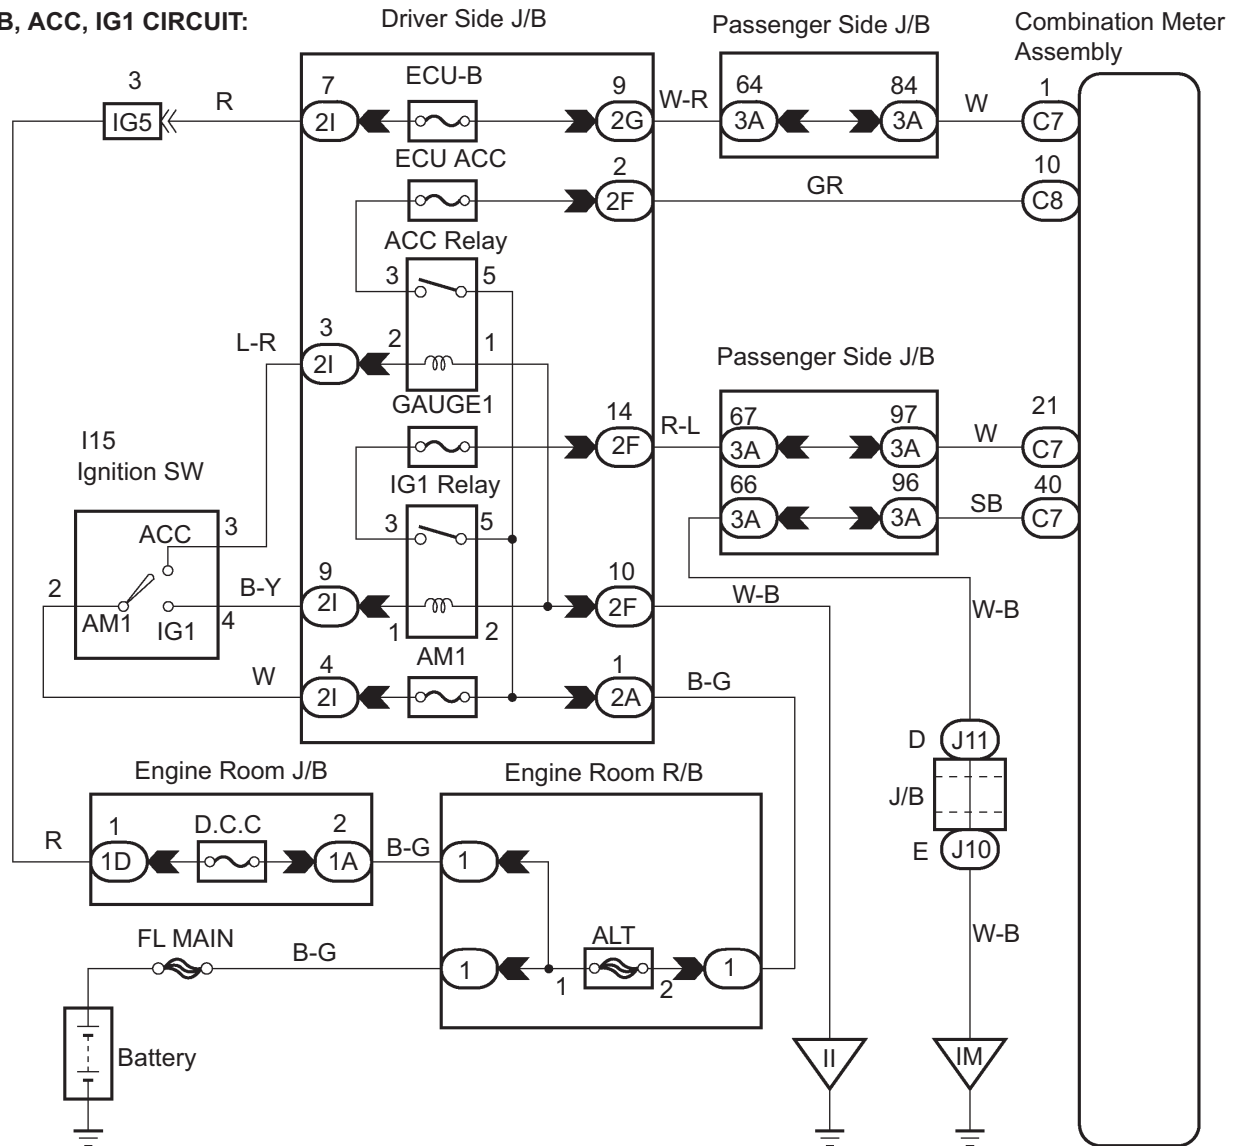 B, ACC, IG1 CIRCUIT:
Driver Side J/B
Passenger Side J/B
Combination Meter
Assembly
3
IG5
R
7
2I
ECU-B
9
2G
W-R
64
3A
84
3A
W
1
C7
ECU ACC
2
2F
GR
10
C8
ACC Relay
3
5
L-R
3
2I
2
1
Passenger Side J/B
GAUGE1
14
2F
R-L
67
3A
97
3A
W
21
C7
66
3A
96
3A
SB
40
C7
I15
Ignition SW
IG1 Relay
3
5
ACC
3
2
AM1
IG1
4
B-Y
9
2I
1
2
10
2F
W-B
W-B
AM1
W
4
2I
1
2A
B-G
D
J11
J/B
E
J10
W-B
Engine Room J/B
Engine Room R/B
R
1
1D
D.C.C
2
1A
B-G
1
FL MAIN
B-G
1
1
ALT
2
1
Battery
II
IM